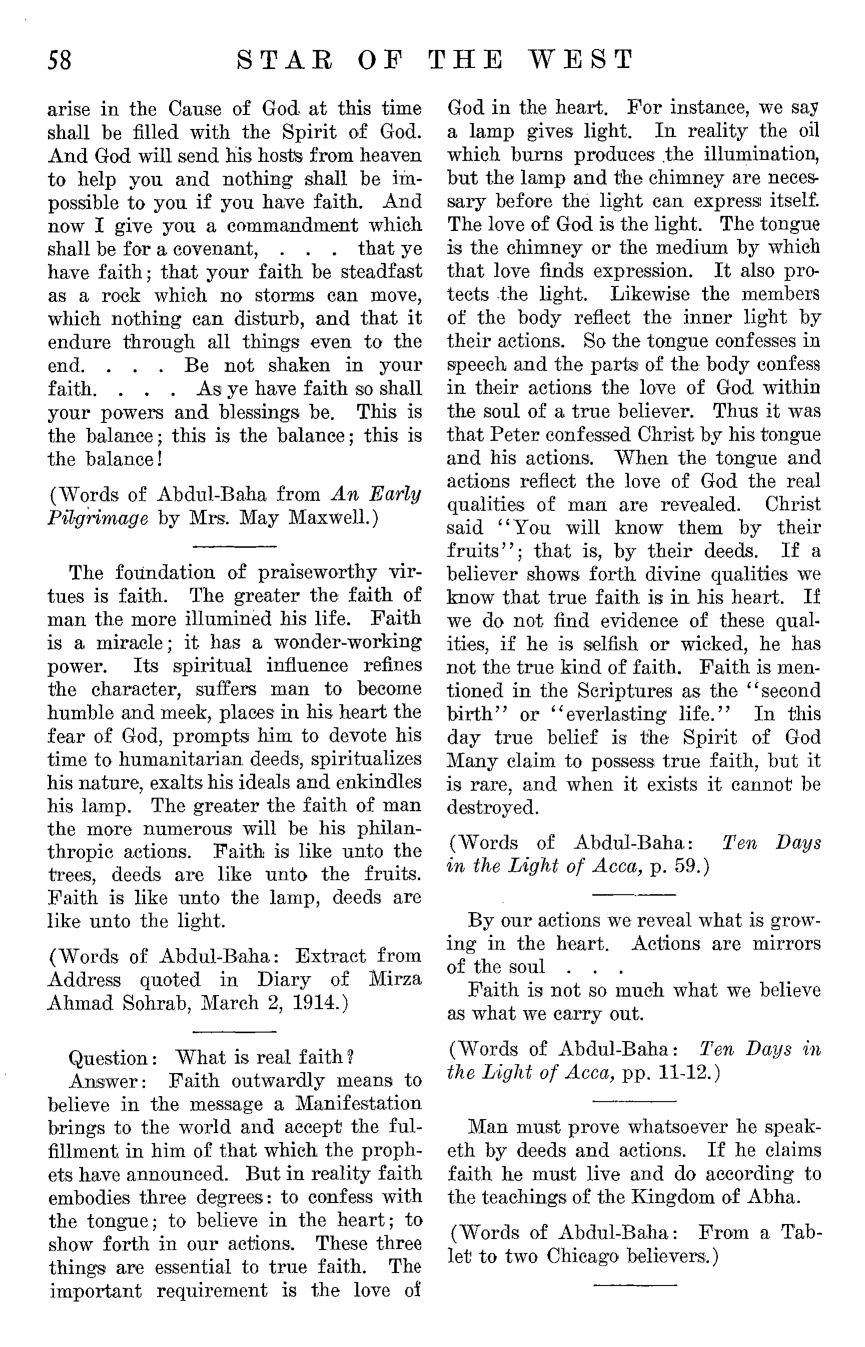 58 STAR OF THE WEST
arise in the Cause of God at this time
shall be filled with the Spirit of God.
And God will send his hosts from heaven
to help you and nothing shall be im-
possible to you if you have faith. And
now I give you a commandment which
shall be for a covenant, . . . that ye
have faith; that your faith be steadfast
as a rock which no storms can move,
which nothing can disturb, and that it
endure through all things even to the
end. . . . Be not shaken in your
faith. . . . As ye have faith so shall
your powers and blessings be. This is
the balance; this is the balance; this is
the balance!
(Words of Abdul-Baha from An Early
Pilgrimage by Mrs. May Maxwell.)
The foundation of praiseworthy vir-
tues is faith. The greater the faith of
man the more illumined his life. Faith
is a miracle; it has a wonder-working
power. Its spiritual influence refines
the character, suffers man to become
humble and meek, places in his heart the
fear of God, prompts him to devote his
time to humanitarian deeds, spiritualizes
his nature, exalts his ideals and enkindles
his lamp. The greater the faith of man
the more numerous will be his philan-
thropic actions. Faith is like unto the
trees, deeds are like unto the fruits.
Faith is like unto the lamp, deeds are
like unto the light.
(Words of Abdul-Baha: Extract from
Address quoted in Diary of Mirza
Ahmad Sohrab, March 2, 1914.)
Question: What is real faith?
Answer: Faith outwardly means to
believe in the message a Manifestation
brings to the world and accept the ful-
fillment in him of that which the proph-
ets have announced. But in reality faith
embodies three degrees: to confess with
the tongue; to believe in the heart; to
show forth in our actions. These three
things are essential to true faith. The
important requirement is the love of
God in the heart. For instance, we say
a lamp gives light. In reality the oil
which burns produces the illumination,
but the lamp and the chimney are neces-
sary before the light can express itself.
The love of God is the light. The tongue
is the chimney or the medium by which
that love finds expression. It also pro-
tects the light. Likewise the members
of the body reflect the inner light by
their actions. So the tongue confesses in
speech and the parts of the body confess
in their actions the love of God within
the soul of a true believer. Thus it was
that Peter confessed Christ by his tongue
and his actions. When the tongue and
actions reflect the love of God the real
qualities of man are revealed. Christ
said "You will know them by their
fruits"; that is, by their deeds. If a
believer shows forth divine qualities we
know that true faith is in his heart. If
we do not find evidence of these qual-
ities, if he is selfish or wicked, he has
not the true kind of faith. Faith is men-
tioned in the Scriptures as the "second
birth" or "everlasting life." In this
day true belief is the Spirit of God
Many claim to possess true faith, but it
is rare, and when it exists it cannot be
destroyed.
(Words of Abdul-Baha: Ten Days
in the Light of Acca, p. 59.)
By our actions we reveal what is grow-
ing in the heart. Actions are mirrors
of the soul . . .
Faith is not so much what we believe
as what we carry out.
(Words of Abdul-Baha: Ten Days in
the Light of Acca, pp. 11-12.)
Man must prove whatsoever he speak-
eth by deeds and actions. If he claims
faith he must live and do according to
the teachings of the Kingdom of Abha.
(Words of Abdul-Baha: From a Tab-
let to two Chicago believers.)